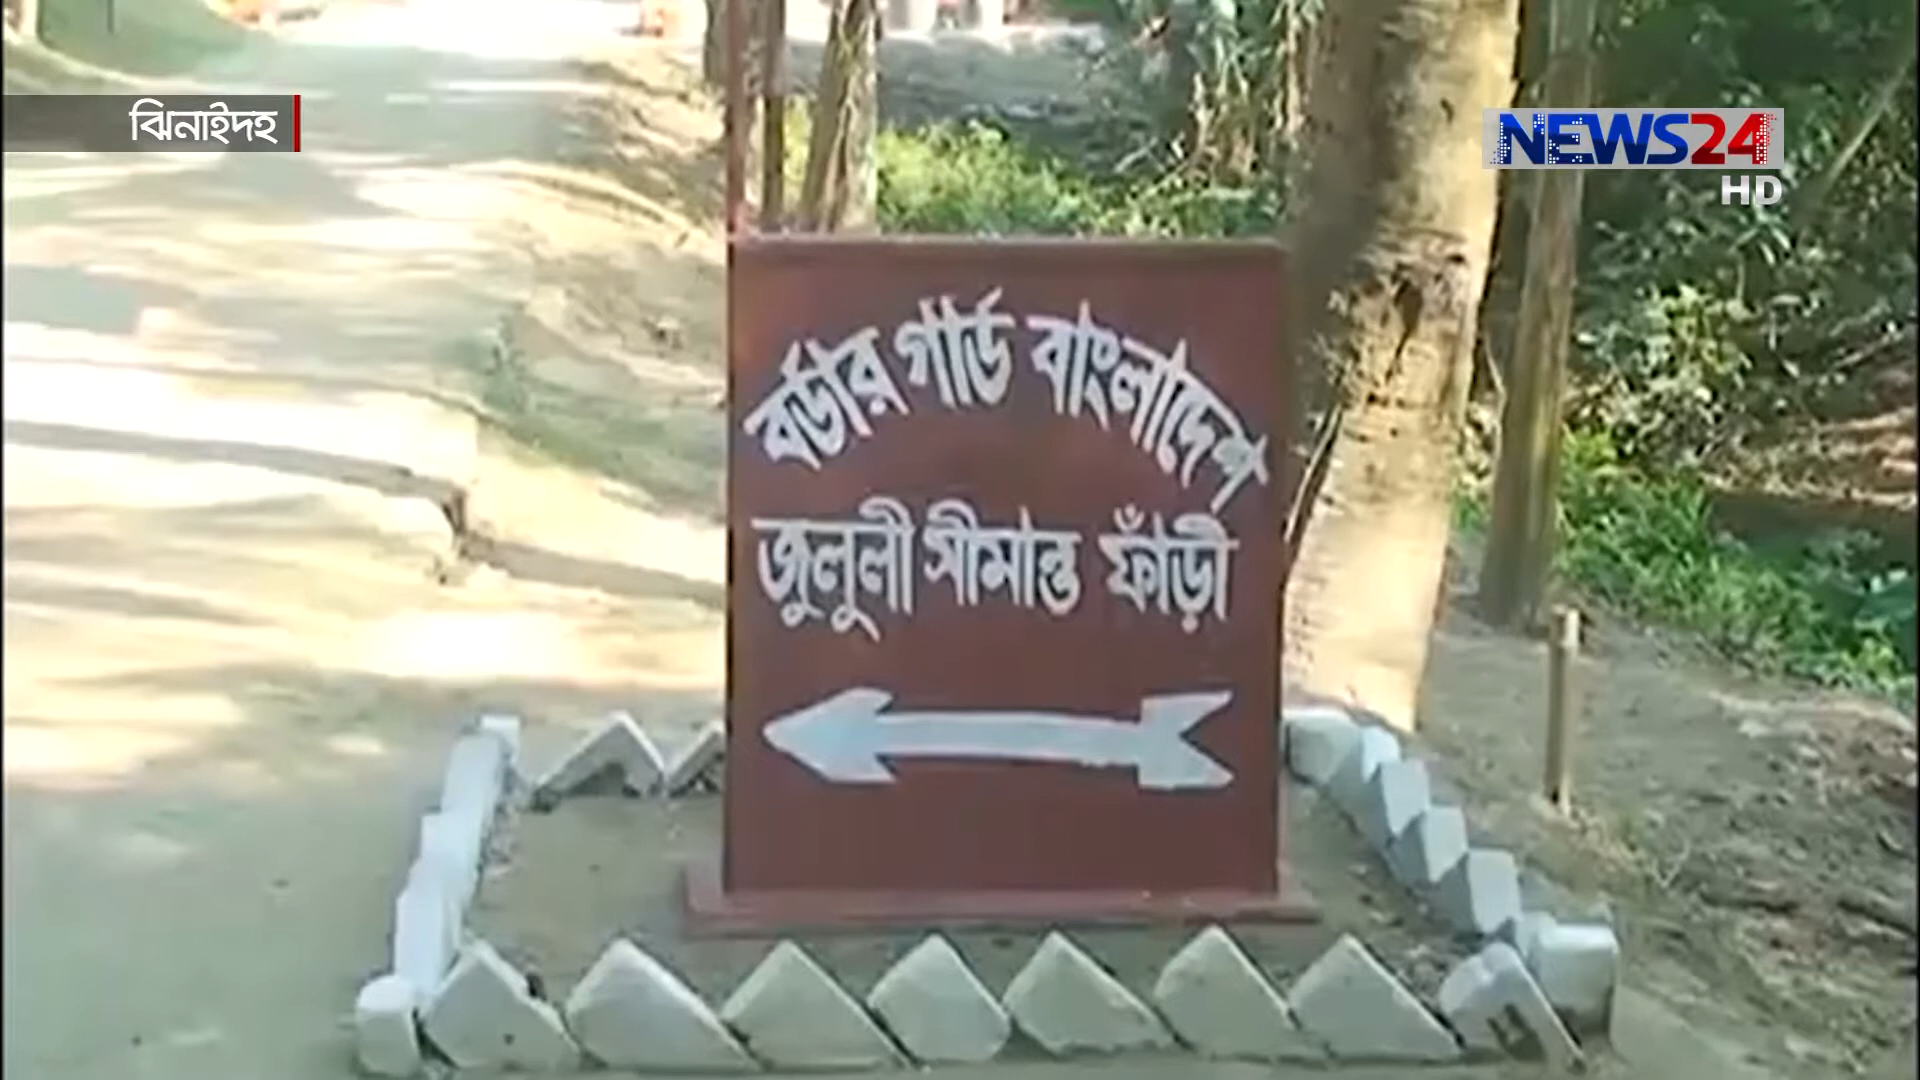 ঝিনাইদহ
NEWS24
HD
বর্ডার গার্ড বাংলাদেশ
জুলুলী সীমান্ত ফাঁড়ী